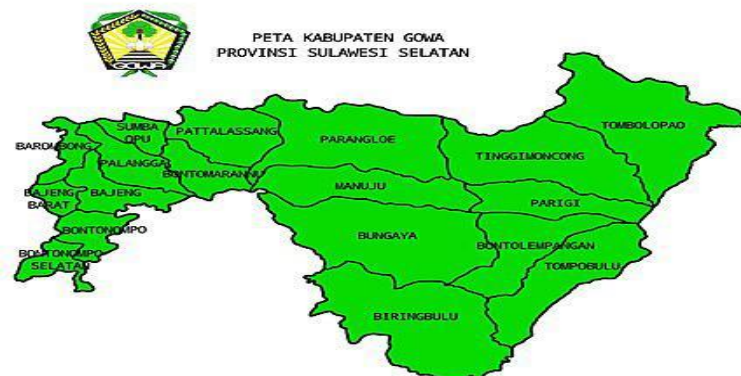 PETA KABUPATEN GOWA
PROVINSI SULAWESI SELATAN
GOWA
SUMBA
OPU
PATTALASSANG
PARANGLOE
TOMBOLOPAO
BAROMBONG
PALANGGA
BONTOMARANNU
TINGGIMONCONG
BAJENG
BARAT
BAJENG
MANUJU
PARIGI
BONTONOMPO
BUNGAYA
BONTOLEMPANGAN
BONTONOMPO
SELATAN
TOMPOBULU
BIRINGBULU